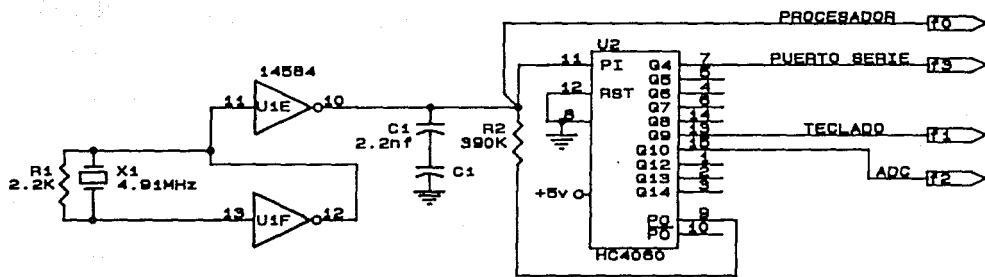 PROCESADOR f0
U2
11 PI Q4 7 PUERTO SERIE f3
14584
Q5 5
12 RST Q6 4
11 U1E 10
Q7 6
8 Q8 14
C1 R2
2.2nf 390K
Q9 13 TECLADO f1
Q10 15
Q12 1
R1 X1
2.2K 4.91MHz
C1
Q13 2
ADC f2
Q14 3
+5v
13 U1F 12
PO 9
PO 10
HC4060